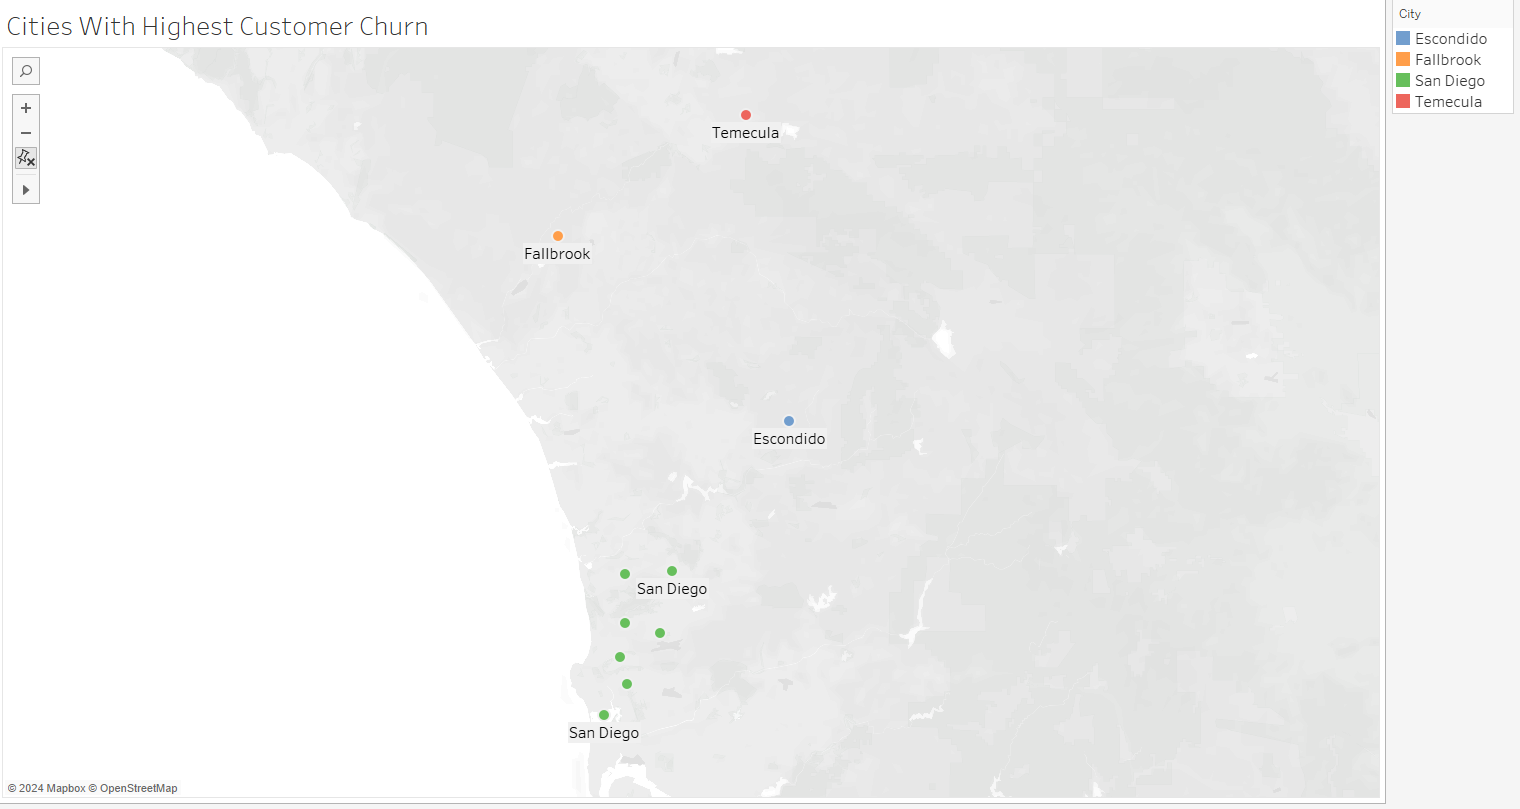 Cities With Highest Customer Churn
City
Escondido
Fallbrook
San Diego
Temecula
Temecula
Fallbrook
Escondido
San Diego
San Diego
© 2024 Mapbox © OpenStreetMap